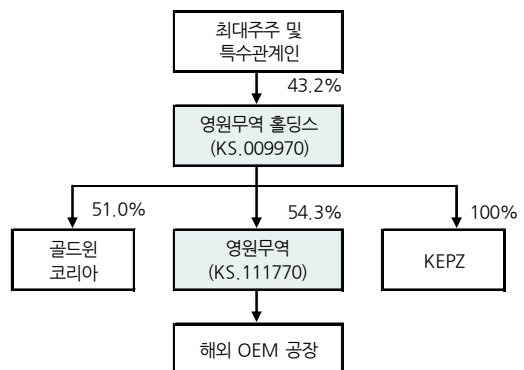 최대주주 및
특수관계인
43.2%
영원무역 홀딩스
(KS.009970)
51.0%
54.3%
100%
골드윈
코리아
영원무역
(KS.111770)
KEPZ
해외 OEM 공장